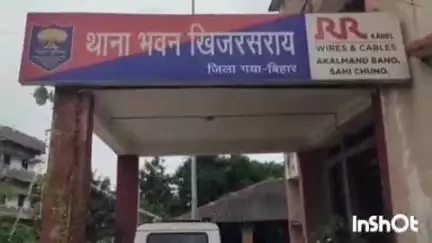 थाना भवन खिजरसराय
जिला गया-बिहार
RR KABEL
WIRES & CABLES
AKALMAND BANO,
SAHI CHUNO.
InShOT